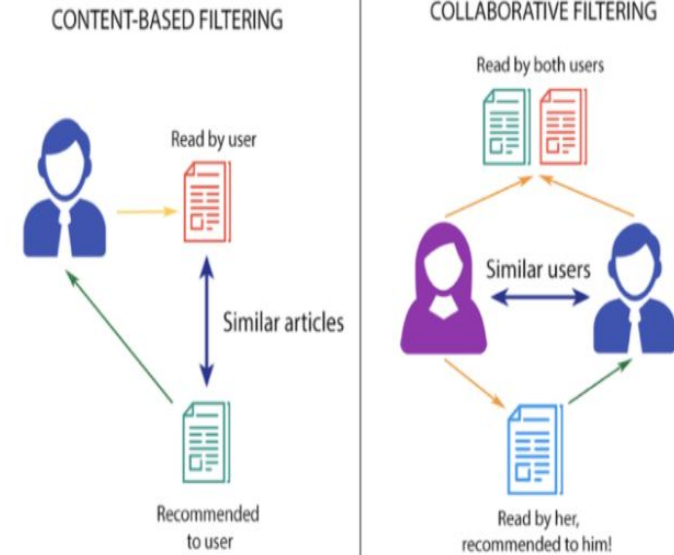 CONTENT-BASED FILTERING
Read by user
Similar articles
Recommended
to user
COLLABORATIVE FILTERING
Read by both users
Similar users
Read by her,
recommended to him!